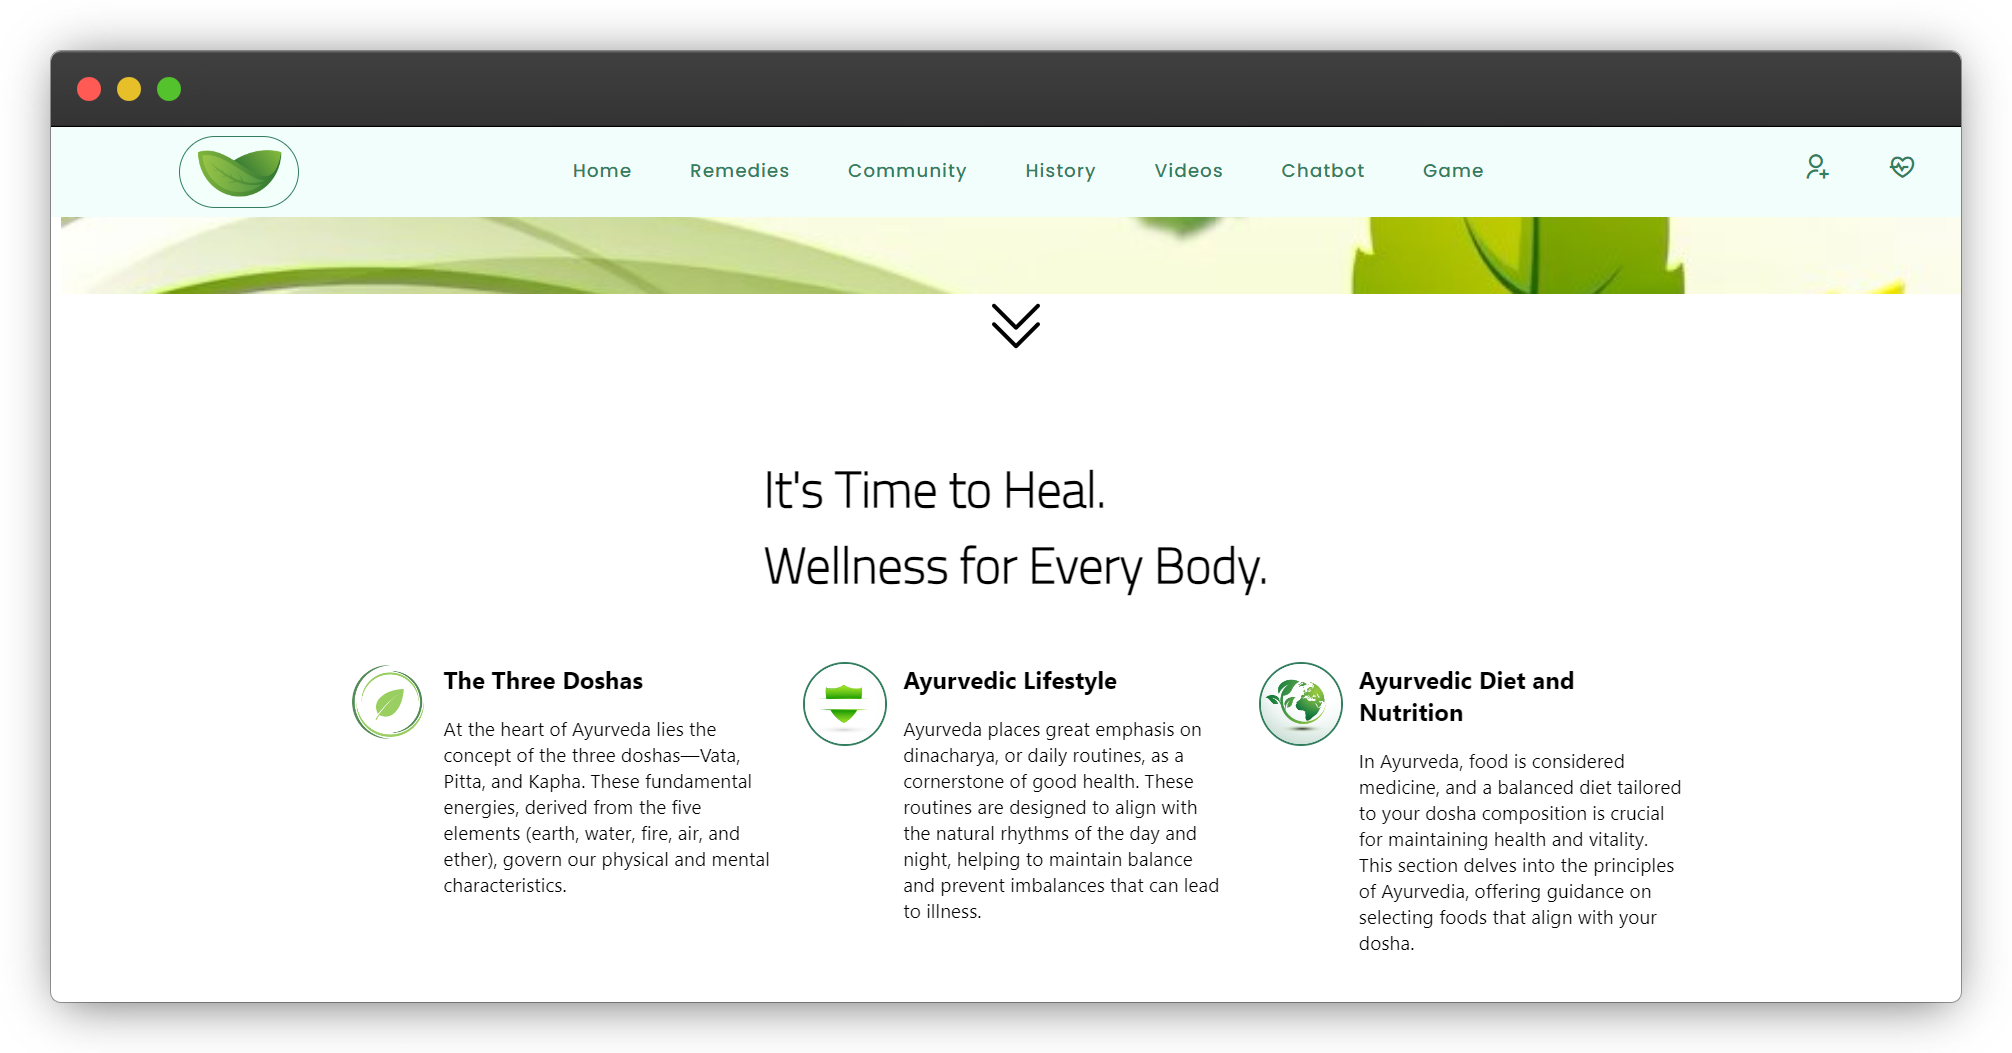 Home Remedies Community History Videos Chatbot Game
It's Time to Heal.
Wellness for Every Body.
The Three Doshas
At the heart of Ayurveda lies the
concept of the three doshas—Vata,
Pitta, and Kapha. These fundamental
energies, derived from the five
elements (earth, water, fire, air, and
ether), govern our physical and mental
characteristics.
Ayurvedic Lifestyle
Ayurveda places great emphasis on
dinacharya, or daily routines, as a
cornerstone of good health. These
routines are designed to align with
the natural rhythms of the day and
night, helping to maintain balance
and prevent imbalances that can lead
to illness.
Ayurvedic Diet and
Nutrition
In Ayurveda, food is considered
medicine, and a balanced diet tailored
to your dosha composition is crucial
for maintaining health and vitality.
This section delves into the principles
of Ayurvedia, offering guidance on
selecting foods that align with your
dosha.